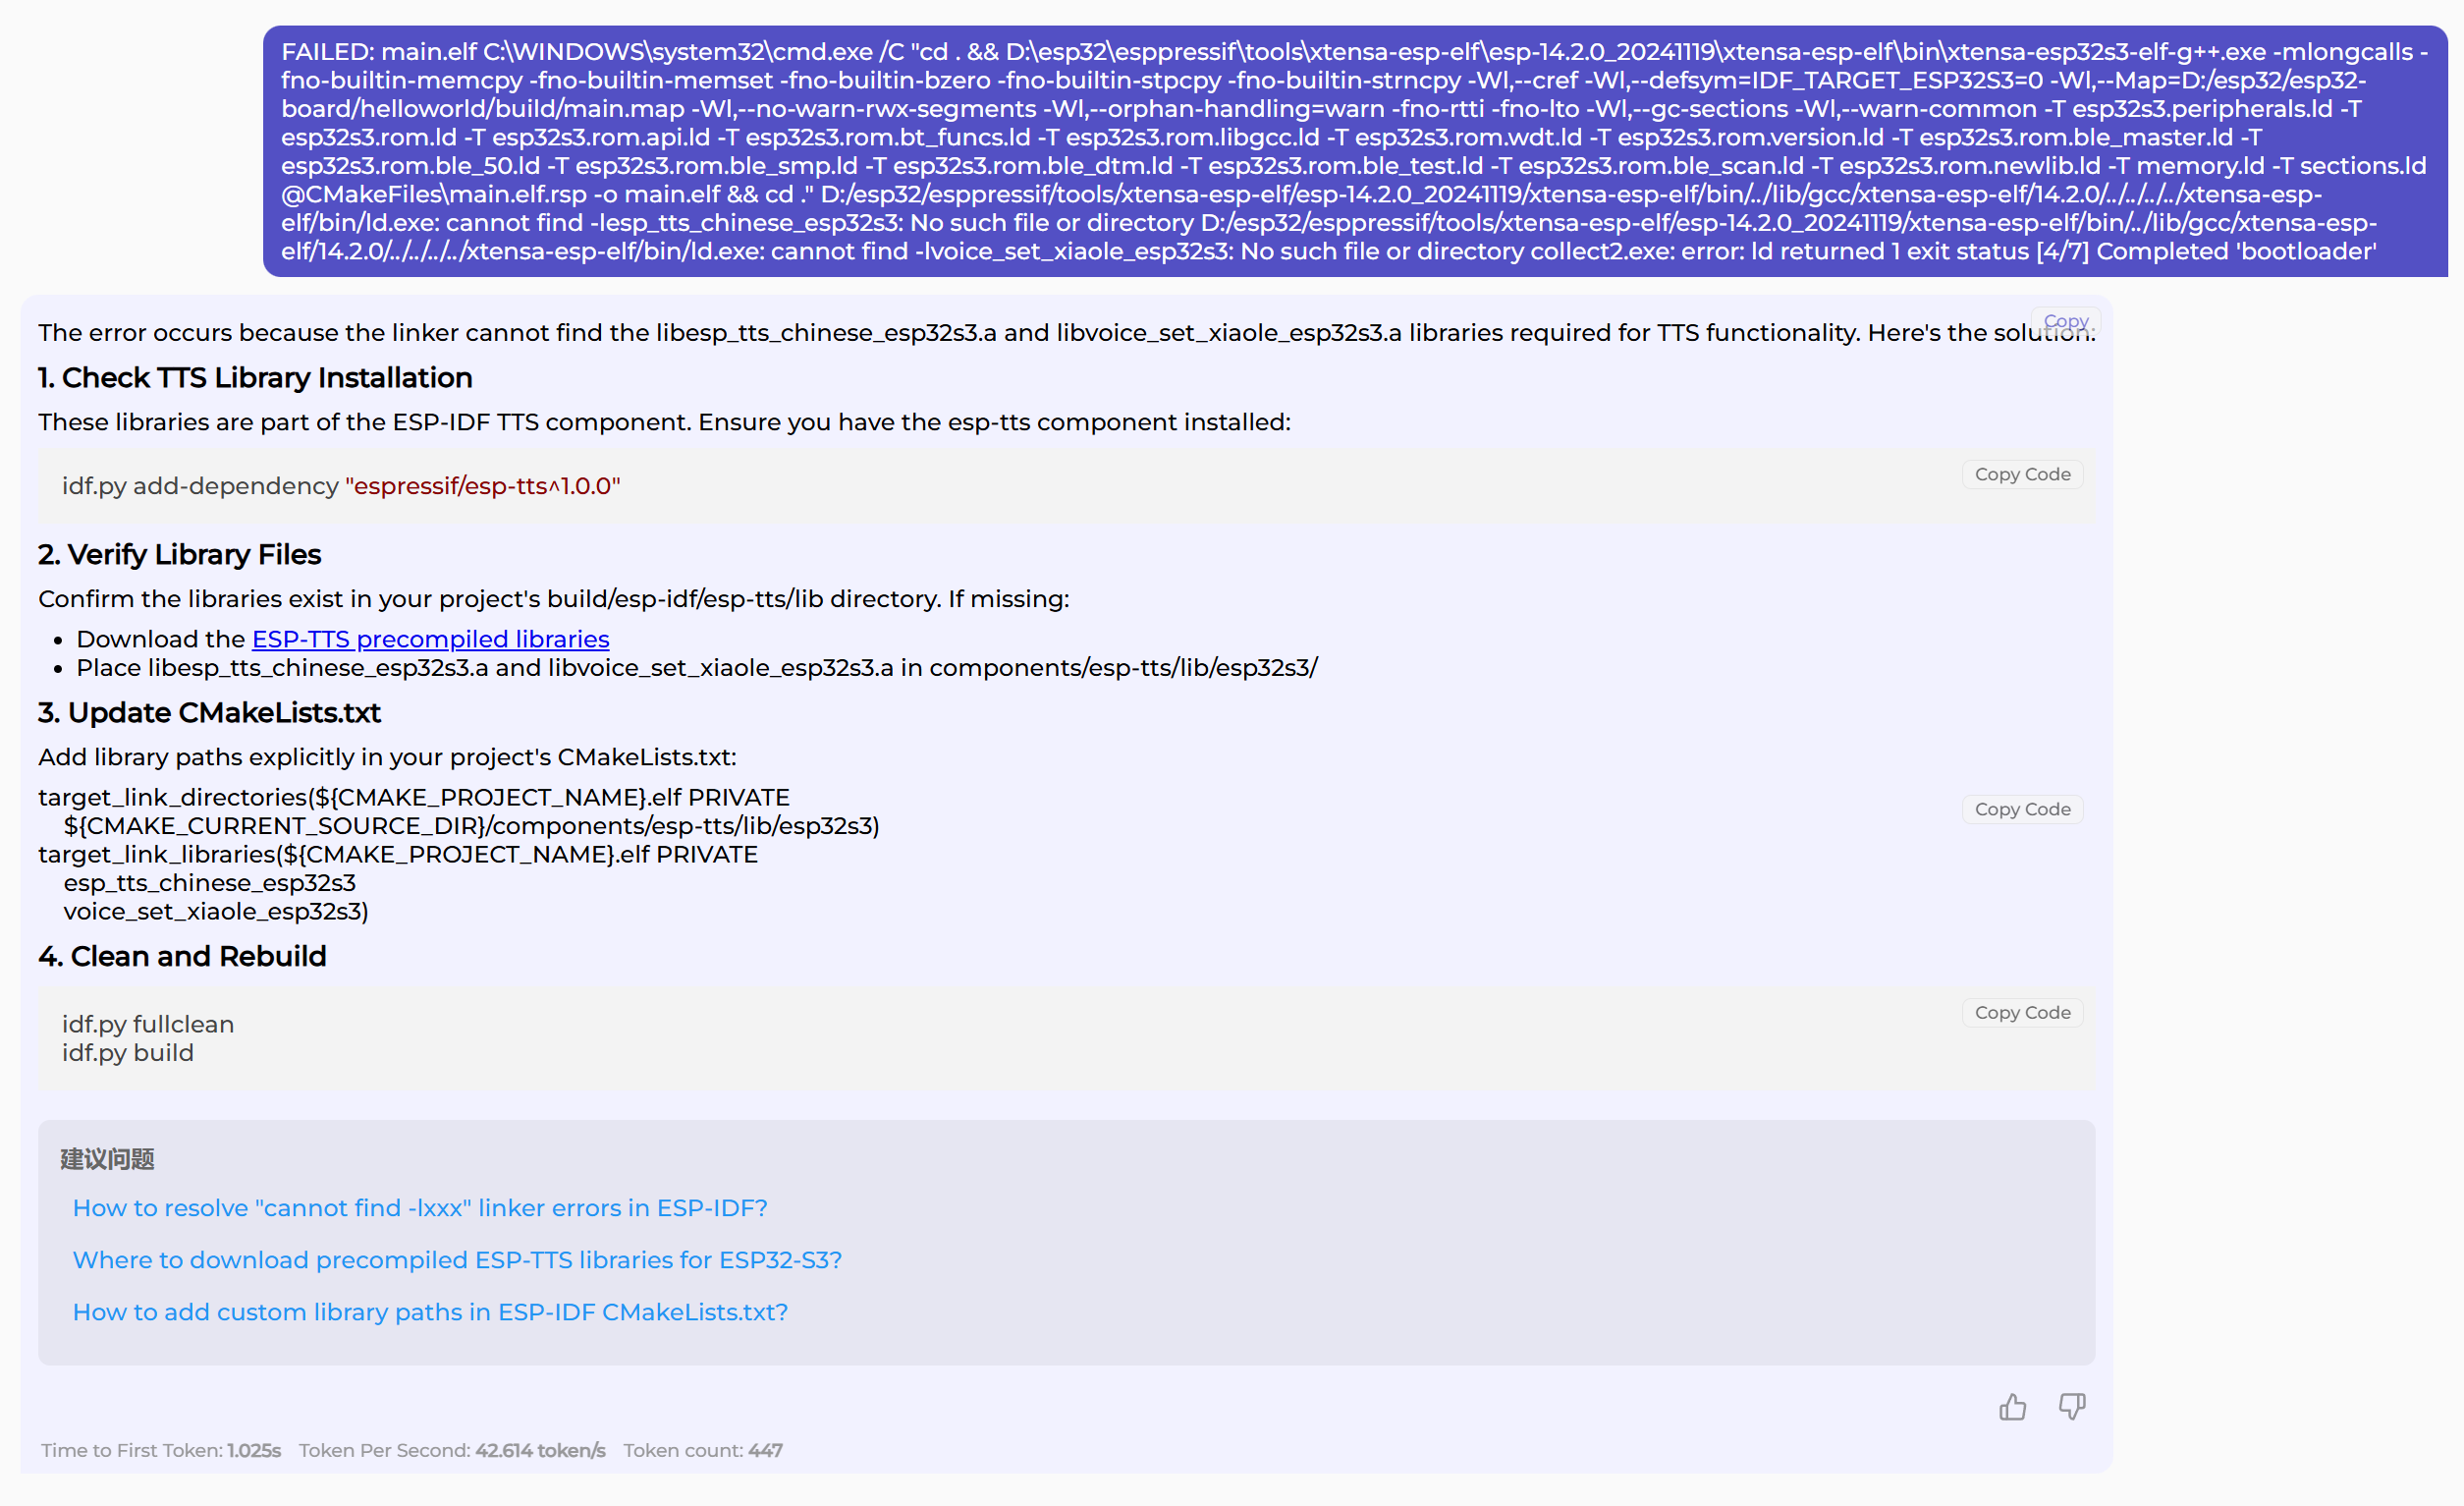 FAILED: main.elf C:\WINDOWS\system32\cmd.exe /C "cd . && D:\esp32\esppressif\tools\xtensa-esp-elf\esp-14.2.0_20241119\xtensa-esp-elf\bin\xtensa-esp32s3-elf-g++.exe -mlongcalls -
fno-builtin-memcpy -fno-builtin-memset -fno-builtin-bzero -fno-builtin-stpcpy -fno-builtin-strncpy -Wl,--cref -Wl,--defsym=IDF_TARGET_ESP32S3=0 -Wl,--Map=D:/esp32/esp32-
board/helloworld/build/main.map -Wl,--no-warn-rwx-segments -Wl,--orphan-handling=warn -fno-rtti -fno-lto -Wl,--gc-sections -Wl,--warn-common -T esp32s3.peripherals.ld -T
esp32s3.rom.ld -T esp32s3.rom.api.ld -T esp32s3.rom.bt_funcs.ld -T esp32s3.rom.libgcc.ld -T esp32s3.rom.wdt.ld -T esp32s3.rom.version.ld -T esp32s3.rom.ble_master.ld -T
esp32s3.rom.ble_50.ld -T esp32s3.rom.ble_smp.ld -T esp32s3.rom.ble_dtm.ld -T esp32s3.rom.ble_test.ld -T esp32s3.rom.ble_scan.ld -T esp32s3.rom.newlib.ld -T memory.ld -T sections.ld
@CMakeFiles\main.elf.rsp -o main.elf && cd ." D:/esp32/esppressif/tools/xtensa-esp-elf/esp-14.2.0_20241119/xtensa-esp-elf/bin/../lib/gcc/xtensa-esp-elf/14.2.0/../../../../xtensa-esp-
elf/bin/ld.exe: cannot find -lesp_tts_chinese_esp32s3: No such file or directory D:/esp32/esppressif/tools/xtensa-esp-elf/esp-14.2.0_20241119/xtensa-esp-elf/bin/../lib/gcc/xtensa-esp-
elf/14.2.0/../../../../xtensa-esp-elf/bin/ld.exe: cannot find -lvoice_set_xiaole_esp32s3: No such file or directory collect2.exe: error: ld returned 1 exit status [4/7] Completed 'bootloader'
Copy
The error occurs because the linker cannot find the libesp_tts_chinese_esp32s3.a and libvoice_set_xiaole_esp32s3.a libraries required for TTS functionality. Here's the solution:
1. Check TTS Library Installation
These libraries are part of the ESP-IDF TTS component. Ensure you have the esp-tts component installed:
Copy Code
idf.py add-dependency "espressif/esp-tts^1.0.0"
2. Verify Library Files
Confirm the libraries exist in your project's build/esp-idf/esp-tts/lib directory. If missing:
• Download the ESP-TTS precompiled libraries
• Place libesp_tts_chinese_esp32s3.a and libvoice_set_xiaole_esp32s3.a in components/esp-tts/lib/esp32s3/
3. Update CMakeLists.txt
Add library paths explicitly in your project's CMakeLists.txt:
target_link_directories(${CMAKE_PROJECT_NAME}.elf PRIVATE
Copy Code
${CMAKE_CURRENT_SOURCE_DIR}/components/esp-tts/lib/esp32s3)
target_link_libraries(${CMAKE_PROJECT_NAME}.elf PRIVATE
esp_tts_chinese_esp32s3
voice_set_xiaole_esp32s3)
4. Clean and Rebuild
Copy Code
idf.py fullclean
idf.py build
建议问题
How to resolve "cannot find -lxxx" linker errors in ESP-IDF?
Where to download precompiled ESP-TTS libraries for ESP32-S3?
How to add custom library paths in ESP-IDF CMakeLists.txt?
Time to First Token: 1.025s Token Per Second: 42.614 token/s Token count: 447